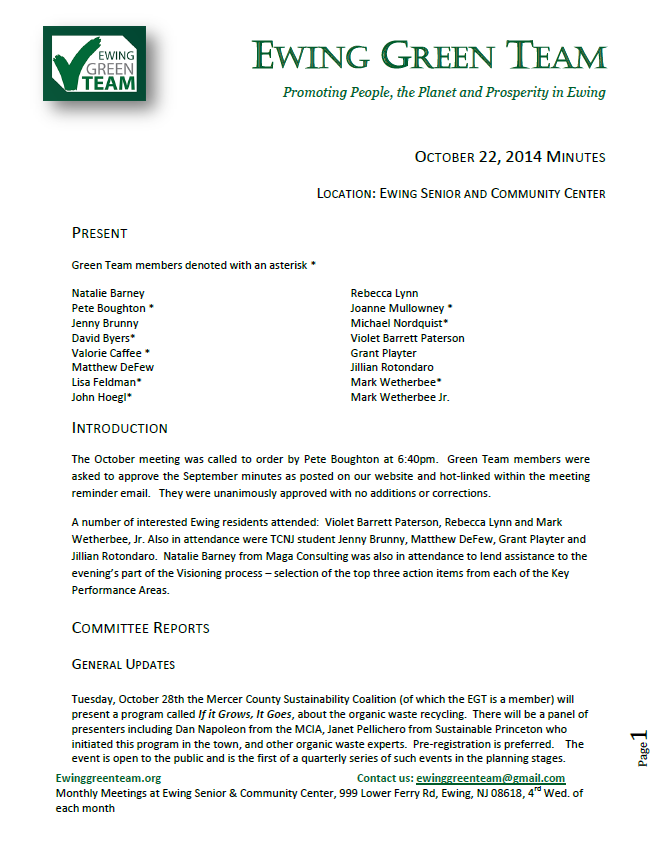 EWING
GREEN
TEAM
EWING GREEN TEAM
Promoting People, the Planet and Prosperity in Ewing
OCTOBER 22, 2014 MINUTES
LOCATION: EWING SENIOR AND COMMUNITY CENTER
PRESENT
Green Team members denoted with an asterisk *
Natalie Barney
Pete Boughton *
Jenny Brunny
David Byers*
Valorie Caffee *
Matthew DeFew
Lisa Feldman*
John Hoegl*
Rebecca Lynn
Joanne Mullowney *
Michael Nordquist*
Violet Barrett Paterson
Grant Playter
Jillian Rotondaro
Mark Wetherbee*
Mark Wetherbee Jr.
INTRODUCTION
The October meeting was called to order by Pete Boughton at 6:40pm. Green Team members were
asked to approve the September minutes as posted on our website and hot-linked within the meeting
reminder email. They were unanimously approved with no additions or corrections.
A number of interested Ewing residents attended: Violet Barrett Paterson, Rebecca Lynn and Mark
Wetherbee, Jr. Also in attendance were TCNJ student Jenny Brunny, Matthew DeFew, Grant Playter and
Jillian Rotondaro. Natalie Barney from Maga Consulting was also in attendance to lend assistance to the
evening's part of the Visioning process – selection of the top three action items from each of the Key
Performance Areas.
COMMITTEE REPORTS
GENERAL UPDATES
Tuesday, October 28th the Mercer County Sustainability Coalition (of which the EGT is a member) will
present a program called If it Grows, It Goes, about the organic waste recycling. There will be a panel of
presenters including Dan Napoleon from the MCIA, Janet Pellichero from Sustainable Princeton who
initiated this program in the town, and other organic waste experts. Pre-registration is preferred. The
event is open to the public and is the first of a quarterly series of such events in the planning stages.
Page 1
Ewinggreenteam.org Contact us: ewinggreenteam@gmail.com
Monthly Meetings at Ewing Senior & Community Center, 999 Lower Ferry Rd, Ewing, NJ 08618, 4rd Wed. of
each month